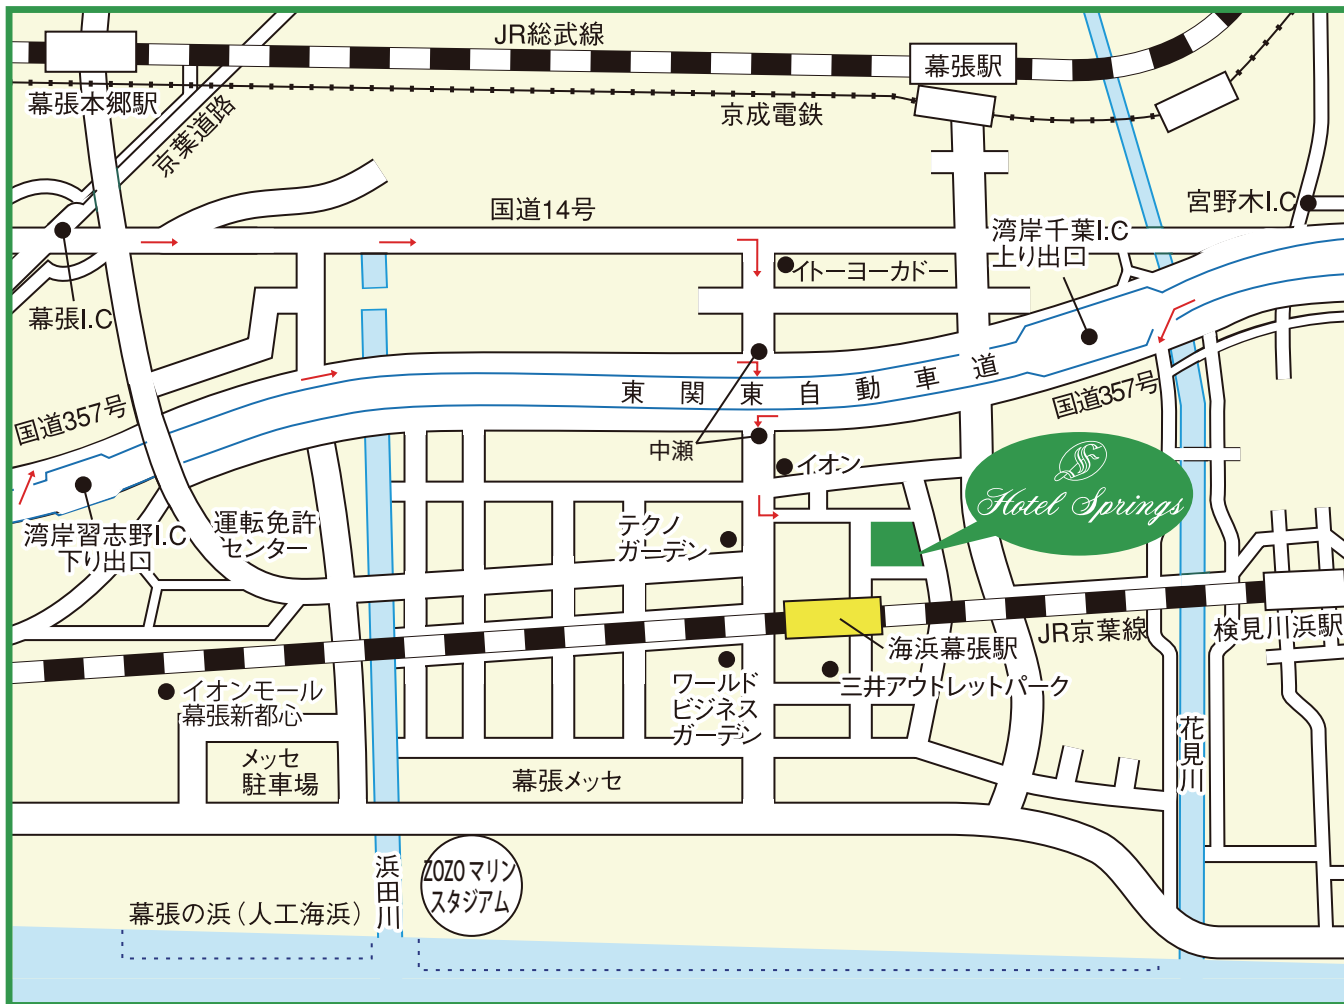 JR総武線
幕張駅
幕張本郷駅
京成電鉄
京葉道路
国道14号
宮野木I.C
湾岸千葉I.C
上り出口
イトーヨーカドー
幕張I.C
東関東自動車道
国道357号
国道357号
中瀬
イオン
Hotel Springs
湾岸習志野I.C
下り出口
運転免許
センター
テクノ
ガーデン
JR京葉線
検見川浜駅
海浜幕張駅
イオンモール
幕張新都心
ワールド
ビジネス
ガーデン
三井アウトレットパーク
メッセ
駐車場
幕張メッセ
花見川
浜田川
ZOZOマリン
スタジアム
幕張の浜（人工海浜）